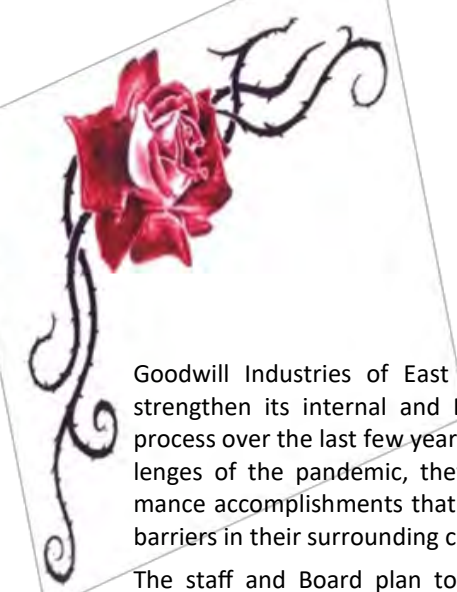 Goodwill Industries of East
strengthen its internal and
process over the last few year
lenges of the pandemic, the
mance accomplishments that
barriers in their surrounding c
The staff and Board plan to